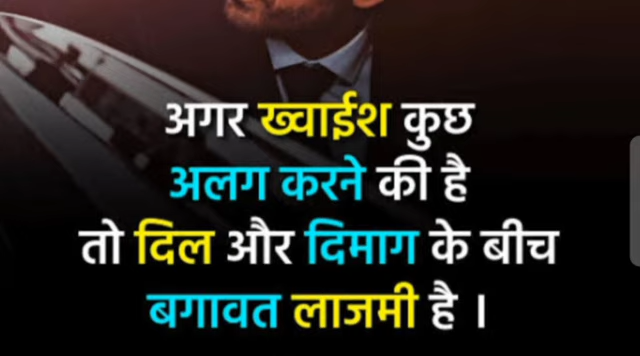 अगर ख्वाईश कुछ
अलग करने की है
तो दिल और दिमाग के बीच
बगावत लाजमी है ।